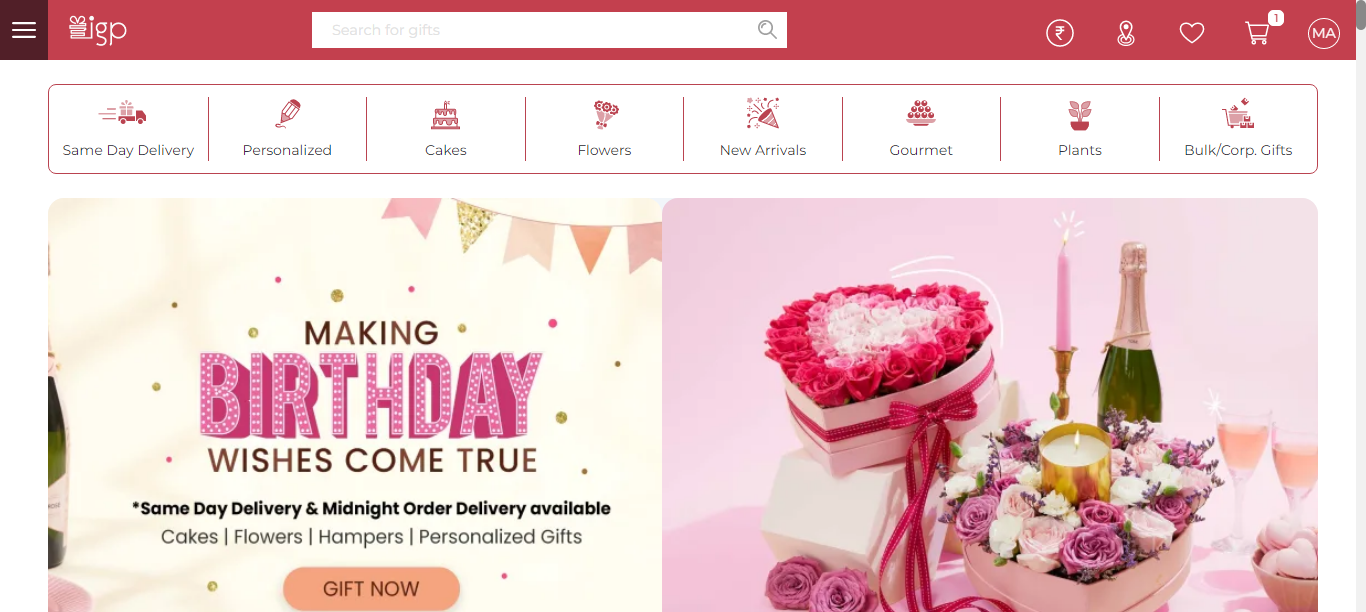 igp
Search for gifts
₹
1
MA
Same Day Delivery
Personalized
Cakes
Flowers
New Arrivals
Gourmet
Plants
Bulk/Corp. Gifts
MAKING
BIRTHDAY
WISHES COME TRUE
*Same Day Delivery & Midnight Order Delivery available
Cakes | Flowers | Hampers | Personalized Gifts
GIFT NOW